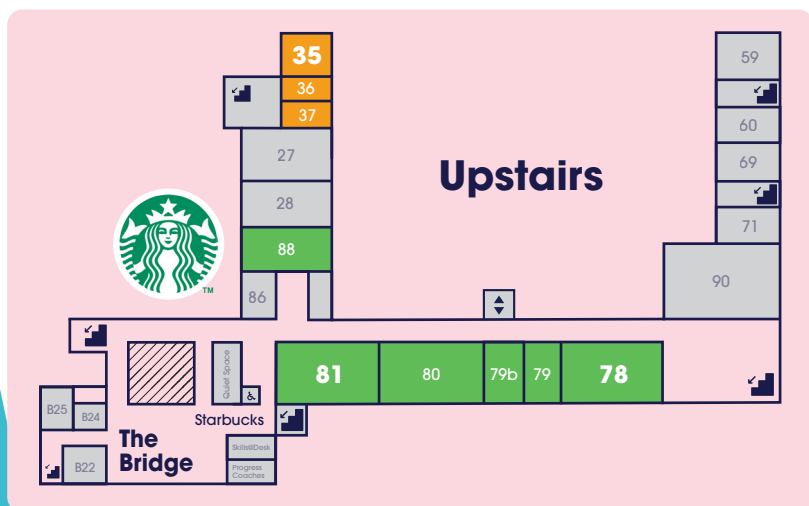 35
36
37
27
28
88
86
Upstairs
59
60
69
71
90
TM
Quiet Space
81
80
79b
79
78
Starbucks
B25
B24
The
Bridge
B22
Skills@Desk
Progress
Coaches